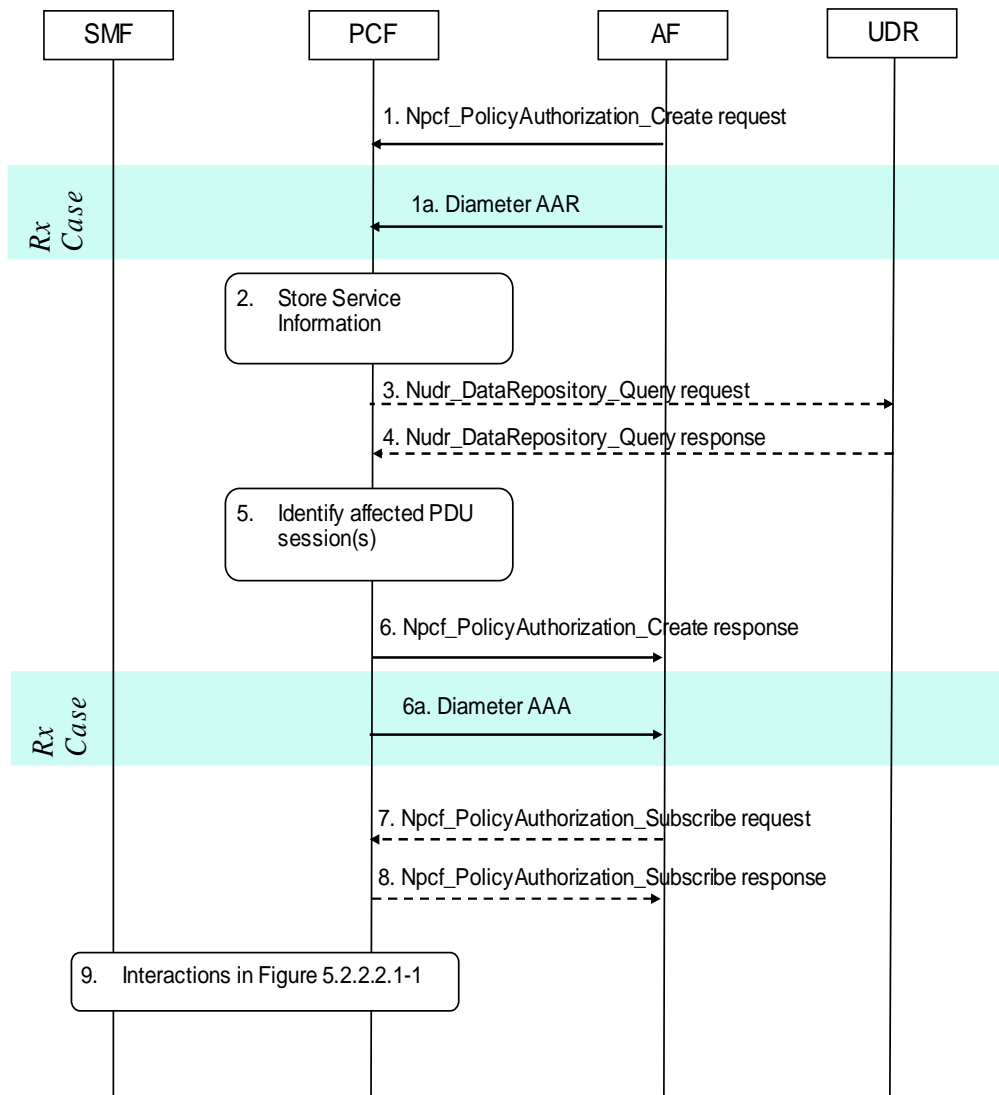 SMF PCF AF UDR
1. Npcf_PolicyAuthorization_Create request
Rx
Case
1a. Diameter AAR
2. Store Service
Information
3. Nudr_DataRepository_Query request
4. Nudr_DataRepository_Query response
5. Identify affected PDU
session(s)
6. Npcf_PolicyAuthorization_Create response
Rx
Case
6a. Diameter AAA
7. Npcf_PolicyAuthorization_Subscribe request
8. Npcf_PolicyAuthorization_Subscribe response
9. Interactions in Figure 5.2.2.2.1-1